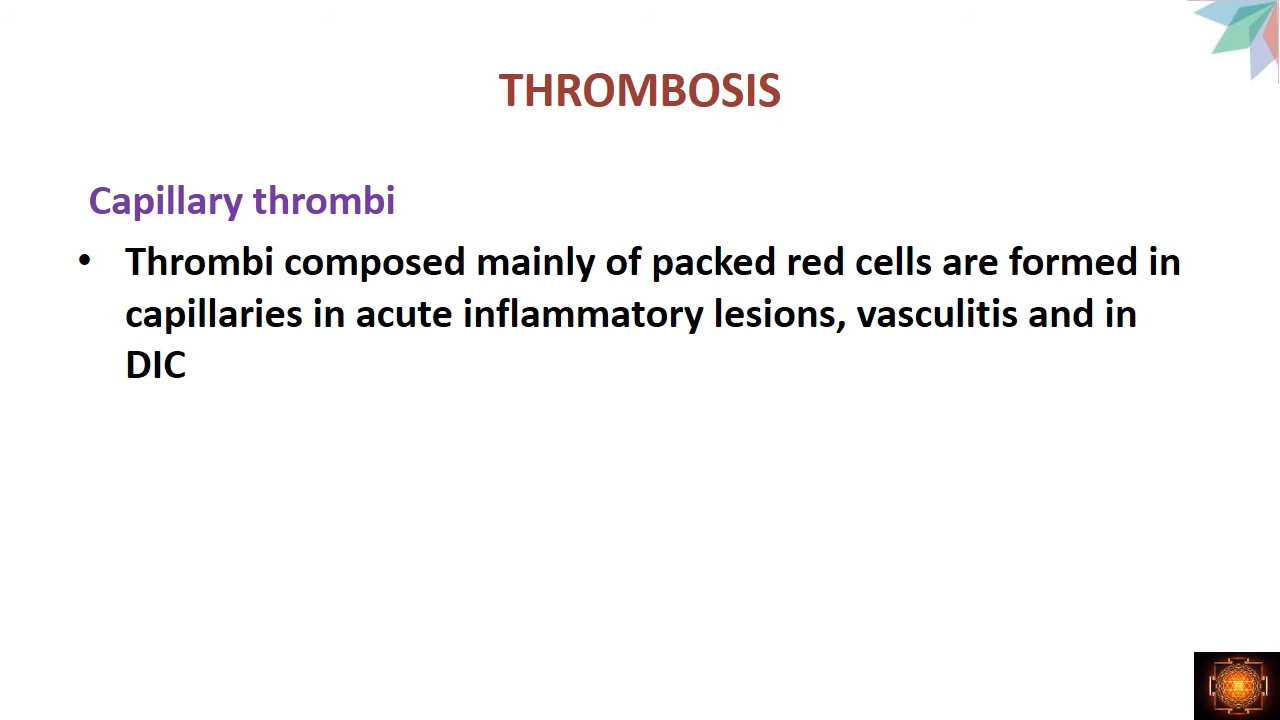 THROMBOSIS
Capillary thrombi
• Thrombi composed mainly of packed red cells are formed in
capillaries in acute inflammatory lesions, vasculitis and in
DIC